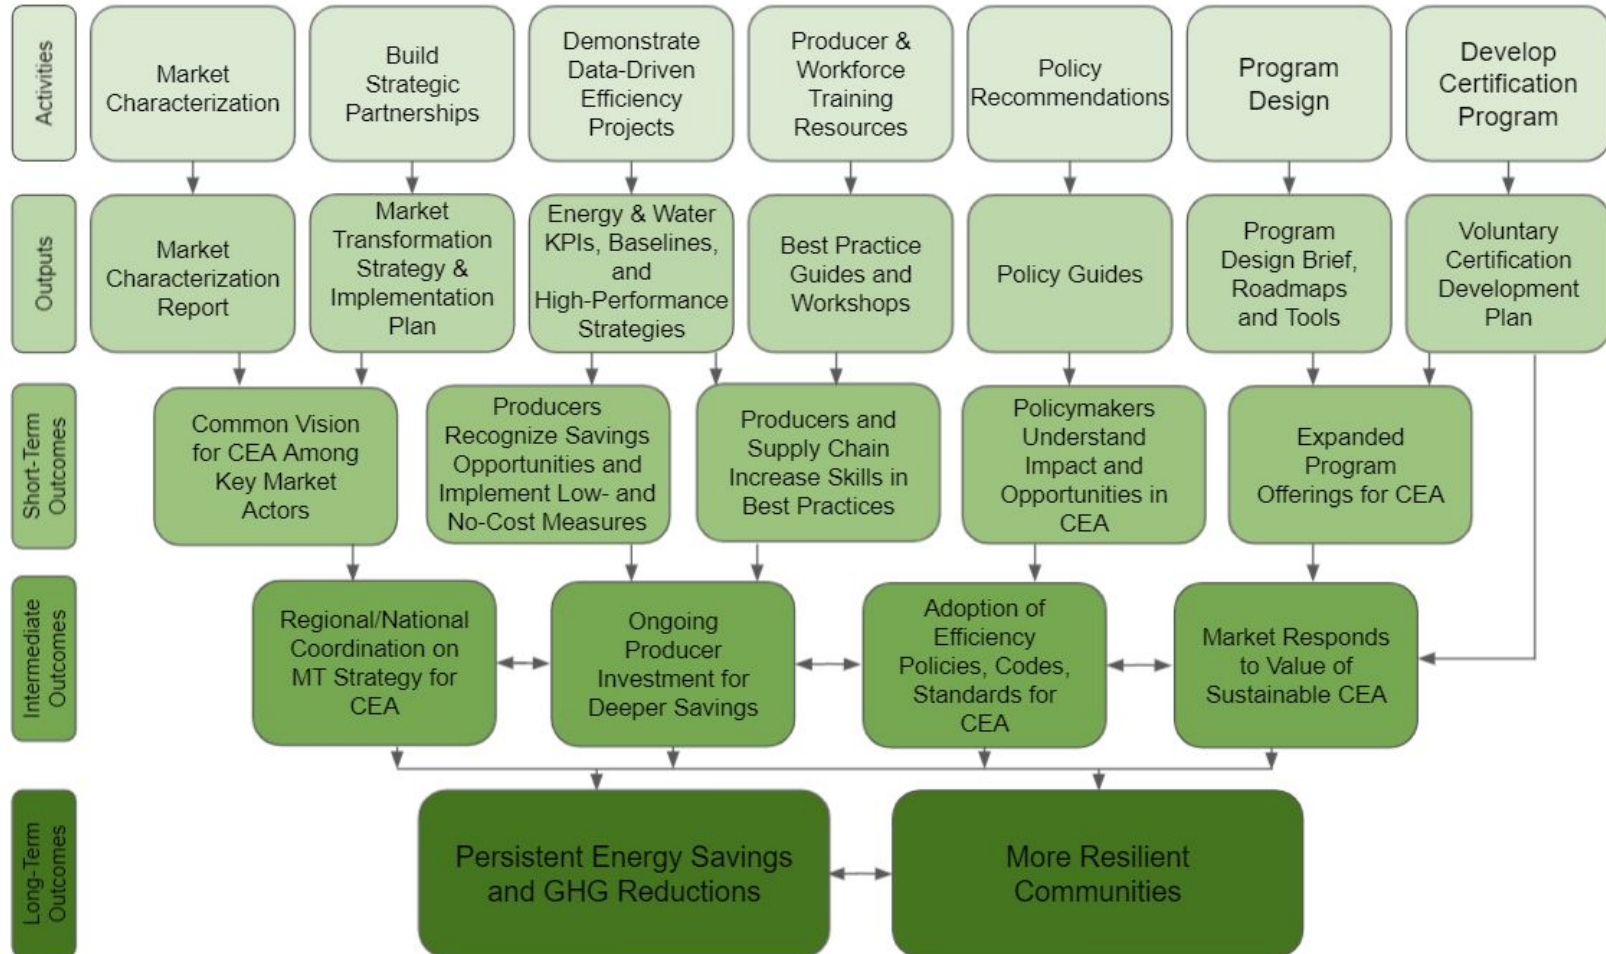 Activities
Market
Characterization
Build
Strategic
Partnerships
Demonstrate
Data-Driven
Efficiency
Projects
Producer &
Workforce
Training
Resources
Policy
Recommendations
Program
Design
Develop
Certification
Program
Outputs
Market
Characterization
Report
Market
Transformation
Strategy &
Implementation
Plan
Energy & Water
KPIs, Baselines,
and
High-Performance
Strategies
Best Practice
Guides and
Workshops
Policy Guides
Program
Design Brief,
Roadmaps
and Tools
Voluntary
Certification
Development
Plan
Short-Term
Outcomes
Common Vision
for CEA Among
Key Market
Actors
Producers
Recognize Savings
Opportunities and
Implement Low- and
No-Cost Measures
Producers and
Supply Chain
Increase Skills in
Best Practices
Policymakers
Understand
Impact and
Opportunities in
CEA
Expanded
Program
Offerings for CEA
Intermediate
Outcomes
Regional/National
Coordination on
MT Strategy for
CEA
Ongoing
Producer
Investment for
Deeper Savings
Adoption of
Efficiency
Policies, Codes,
Standards for
CEA
Market Responds
to Value of
Sustainable CEA
Long-Term
Outcomes
Persistent Energy Savings
and GHG Reductions
More Resilient
Communities